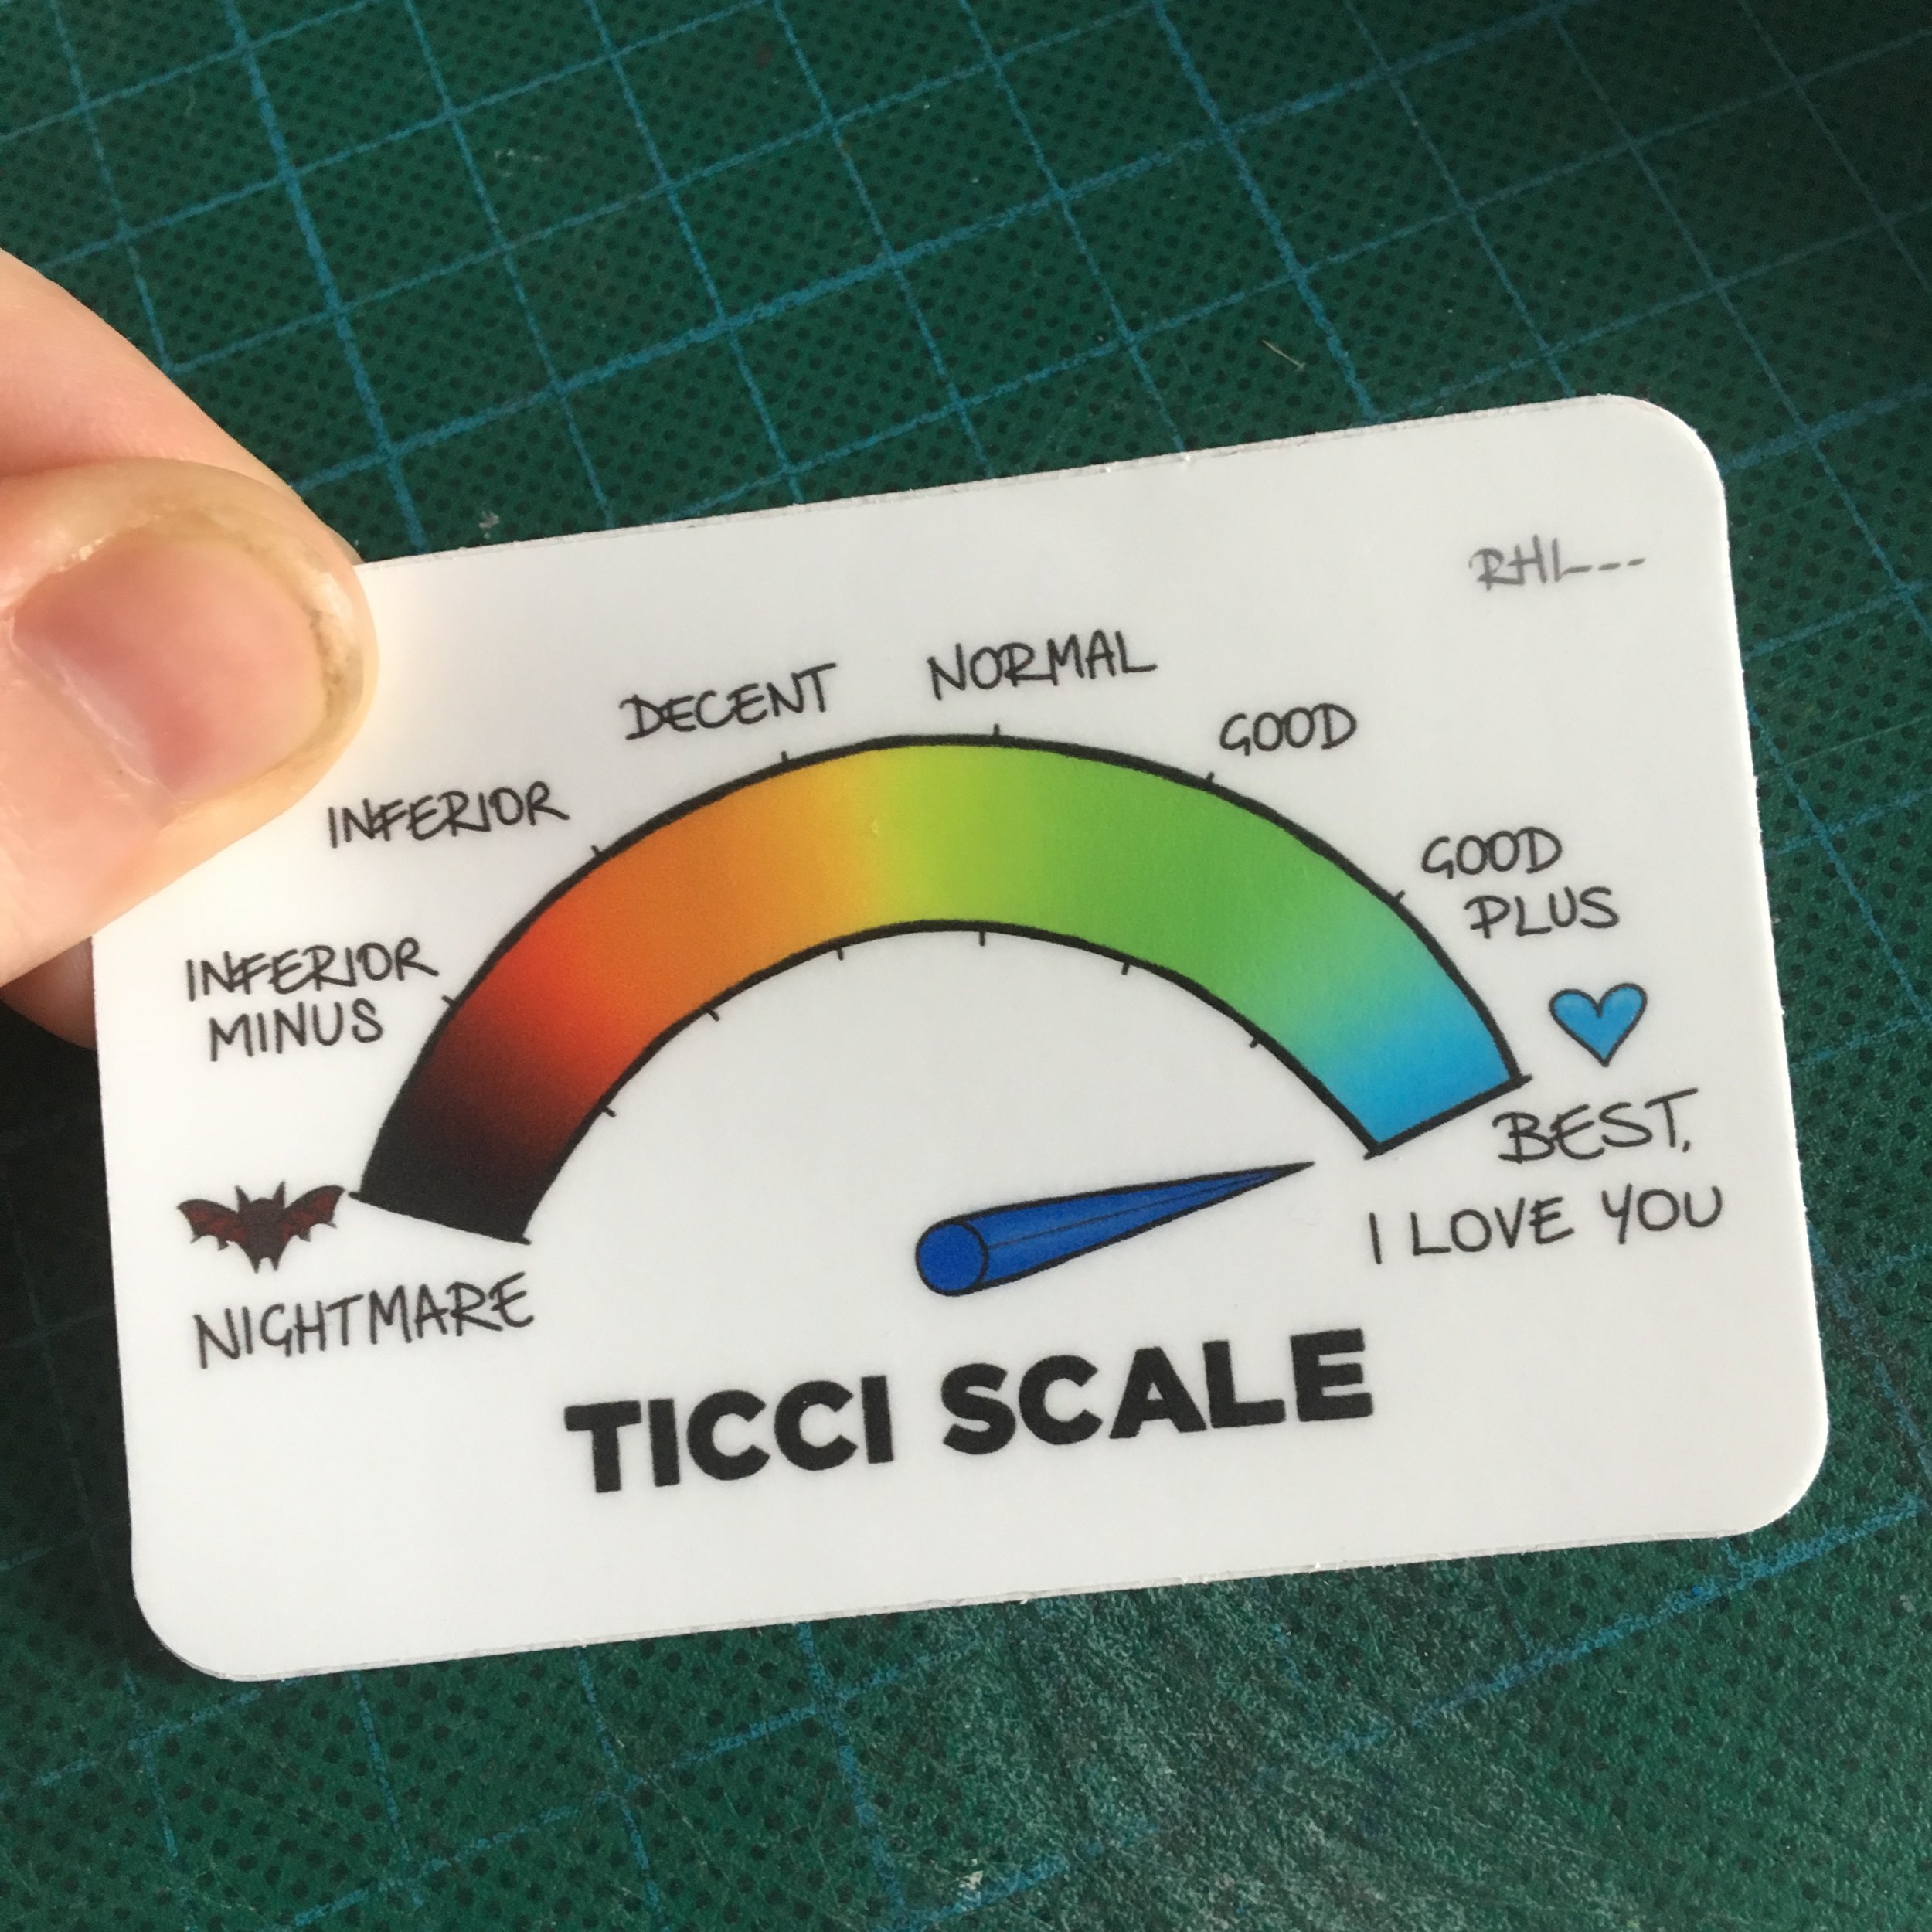 RHL---
NORMAL
DECENT
GOOD
INFERIOR
GOOD
PLUS
INFERIOR
MINUS
BEST,
I LOVE YOU
NIGHTMARE
TICCI SCALE